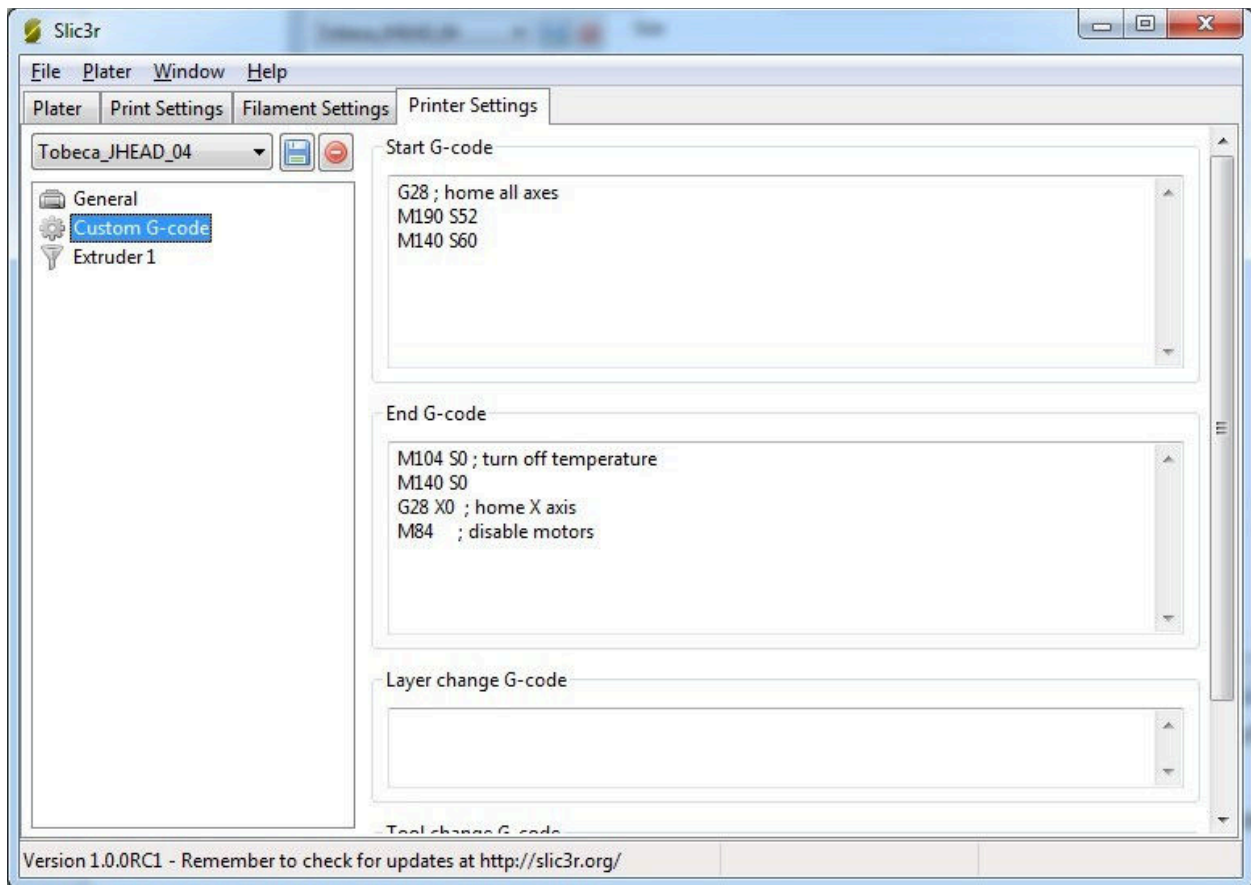 Slic3r
File Plater Window Help
Plater Print Settings Filament Settings Printer Settings
Tobeca_JHEAD_04
General
Custom G-code
Extruder 1
Start G-code
G28 ; home all axes
M190 S52
M140 S60
End G-code
M104 S0 ; turn off temperature
M140 S0
G28 X0  ; home X axis
M84    ; disable motors
Layer change G-code
Tool change G-code
Version 1.0.0RC1 - Remember to check for updates at http://slic3r.org/